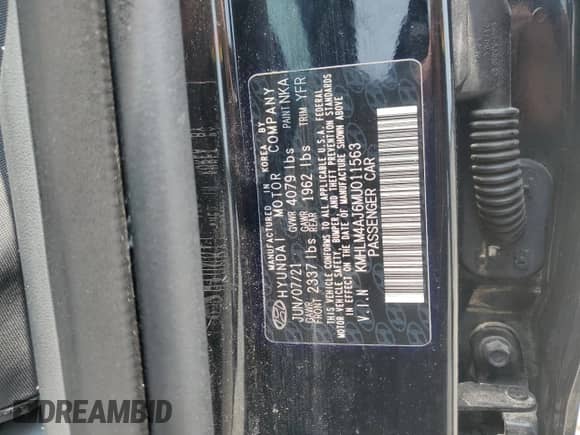 MANUFACTURED IN KOREA BY
HYUNDAI MOTOR COMPANY
JUN/07/21 GVWR 4079 lbs PAINT NKA
GAWR FRONT 2337 lbs GAWR REAR 1962 lbs TRIM YFR
THIS VEHICLE CONFORMS TO ALL APPLICABLE U.S.A. FEDERAL
MOTOR VEHICLE SAFETY, BUMPER, AND THEFT PREVENTION STANDARDS
IN EFFECT ON THE DATE OF MANUFACTURE SHOWN ABOVE
V.I.N KMHLM4AJ6MU011563
PASSENGER CAR
DREAMBID